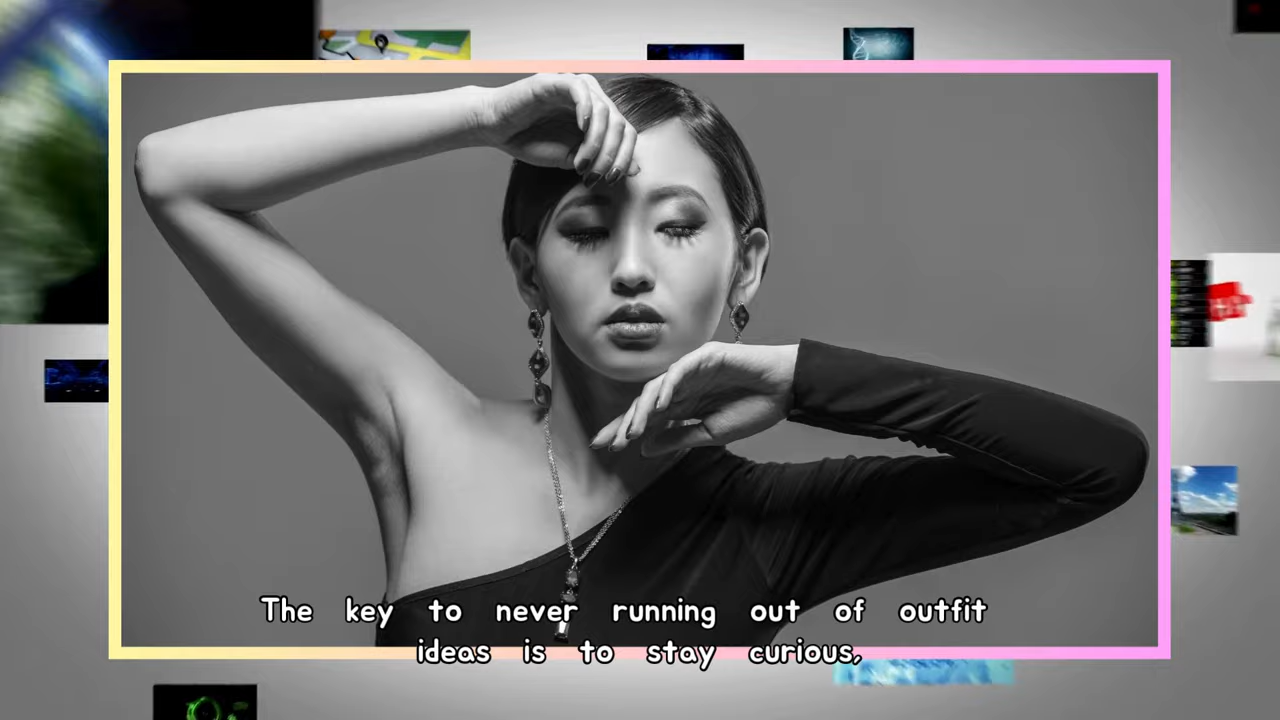 The key to never running out of outfit
ideas is to stay curious,